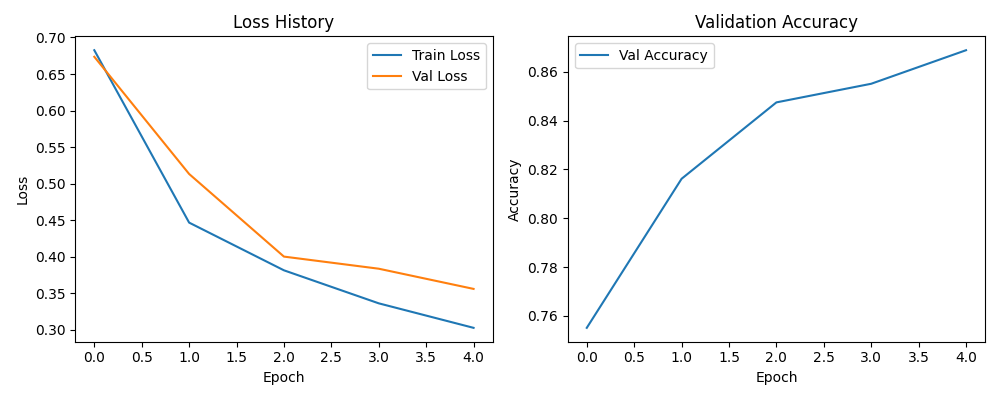 Loss History
Train Loss
Val Loss
0.70
0.65
0.60
0.55
0.50
0.45
0.40
0.35
0.30
Loss
0.0 0.5 1.0 1.5 2.0 2.5 3.0 3.5 4.0
Epoch
Validation Accuracy
Val Accuracy
0.86
0.84
0.82
0.80
0.78
0.76
Accuracy
0.0 0.5 1.0 1.5 2.0 2.5 3.0 3.5 4.0
Epoch